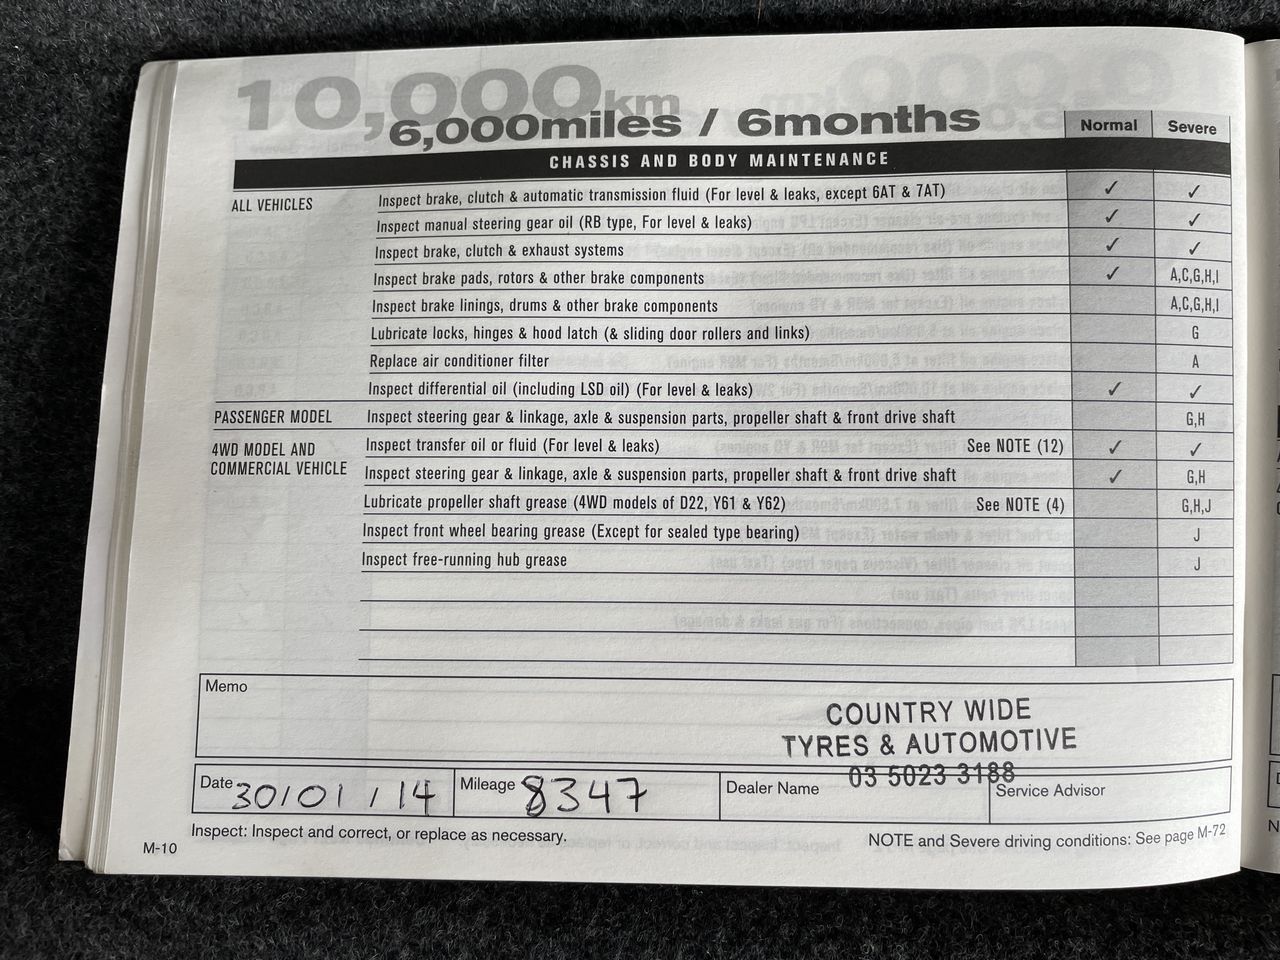 10,000km
6,000miles / 6months
Normal Severe
CHASSIS AND BODY MAINTENANCE
ALL VEHICLES Inspect brake, clutch & automatic transmission fluid (For level & leaks, except 6AT & 7AT) ✓ ✓
Inspect manual steering gear oil (RB type, For level & leaks) ✓ ✓
Inspect brake, clutch & exhaust systems ✓ ✓
Inspect brake pads, rotors & other brake components ✓ A,C,G,H,I
Inspect brake linings, drums & other brake components A,C,G,H,I
Lubricate locks, hinges & hood latch (& sliding door rollers and links) G
Replace air conditioner filter A
Inspect differential oil (including LSD oil) (For level & leaks) ✓ ✓
PASSENGER MODEL Inspect steering gear & linkage, axle & suspension parts, propeller shaft & front drive shaft G,H
4WD MODEL AND
COMMERCIAL VEHICLE
Inspect transfer oil or fluid (For level & leaks) See NOTE (12) ✓ ✓
Inspect steering gear & linkage, axle & suspension parts, propeller shaft & front drive shaft ✓ G,H
Lubricate propeller shaft grease (4WD models of D22, Y61 & Y62) See NOTE (4) G,H,J
Inspect front wheel bearing grease (Except for sealed type bearing) J
Inspect free-running hub grease J
Memo
COUNTRY WIDE
TYRES & AUTOMOTIVE
03 5023 3188
Date 30/01/14 Mileage 8347 Dealer Name Service Advisor
Inspect: Inspect and correct, or replace as necessary. NOTE and Severe driving conditions: See page M-72
M-10